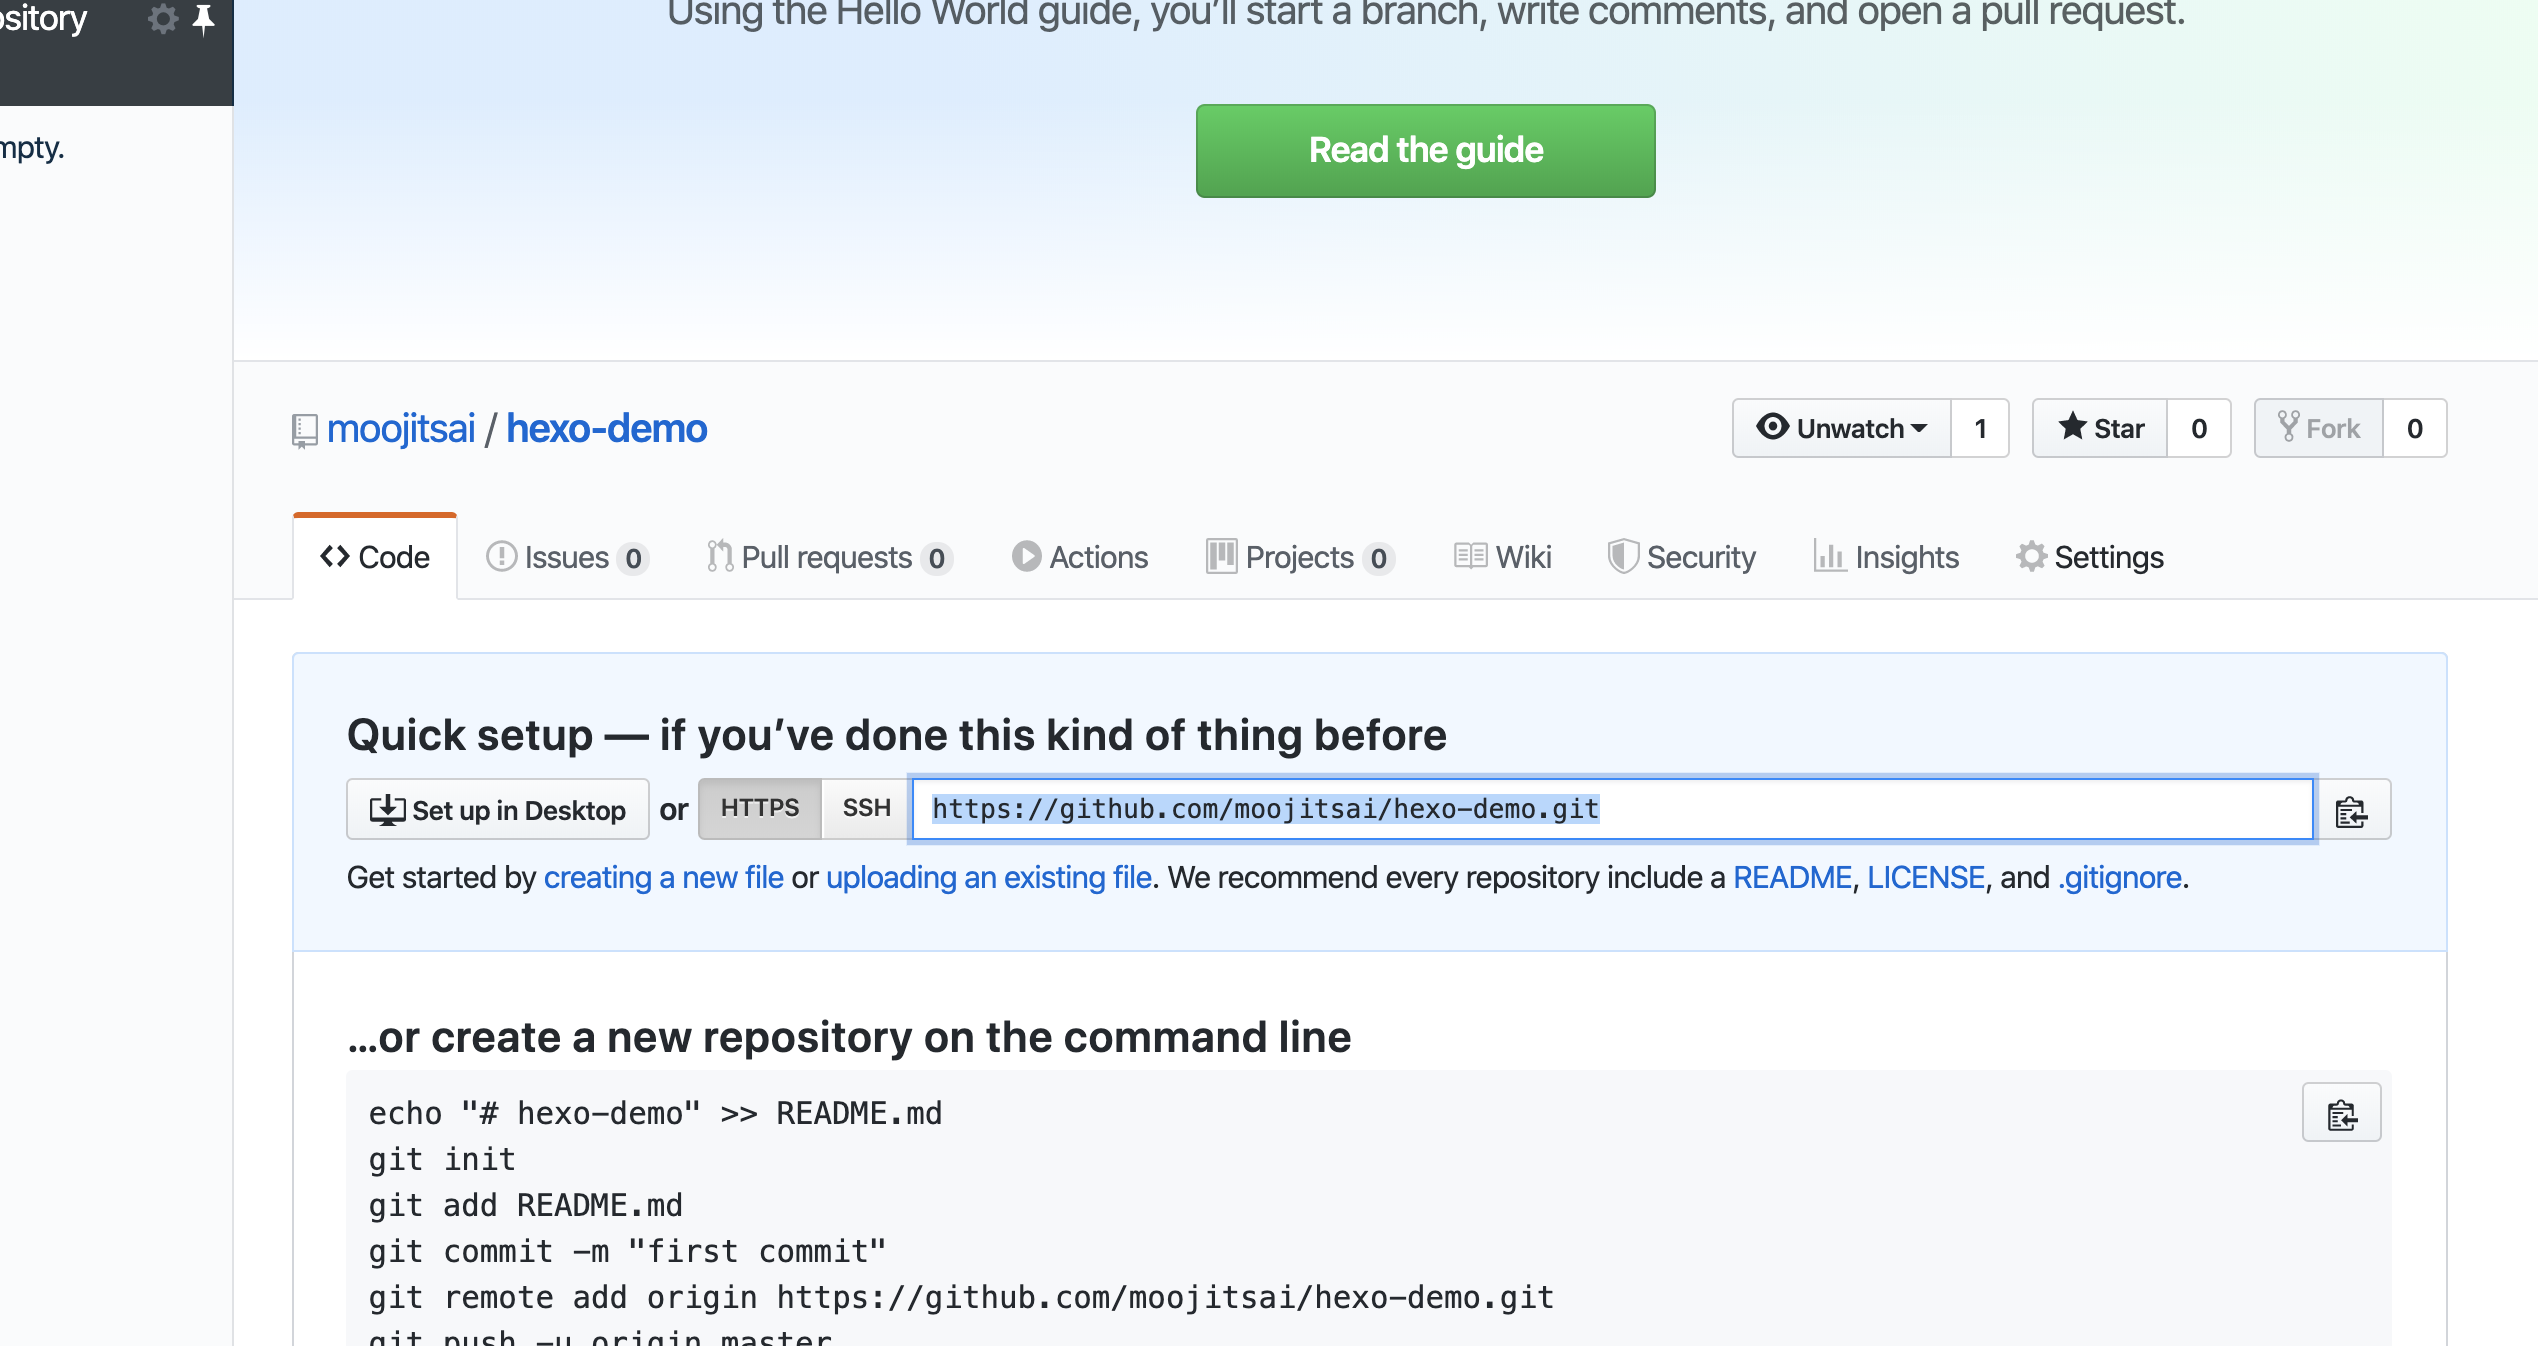 Using the Hello World guide, you’ll start a branch, write comments, and open a pull request.
Read the guide
mpty.
moojitsai / hexo-demo
Unwatch 1 Star 0 Fork 0
Code Issues 0 Pull requests 0 Actions Projects 0 Wiki Security Insights Settings
Quick setup — if you’ve done this kind of thing before
Set up in Desktop or HTTPS SSH https://github.com/moojitsai/hexo-demo.git
Get started by creating a new file or uploading an existing file. We recommend every repository include a README, LICENSE, and .gitignore.
…or create a new repository on the command line
echo "# hexo-demo" >> README.md
git init
git add README.md
git commit -m "first commit"
git remote add origin https://github.com/moojitsai/hexo-demo.git
git push -u origin master